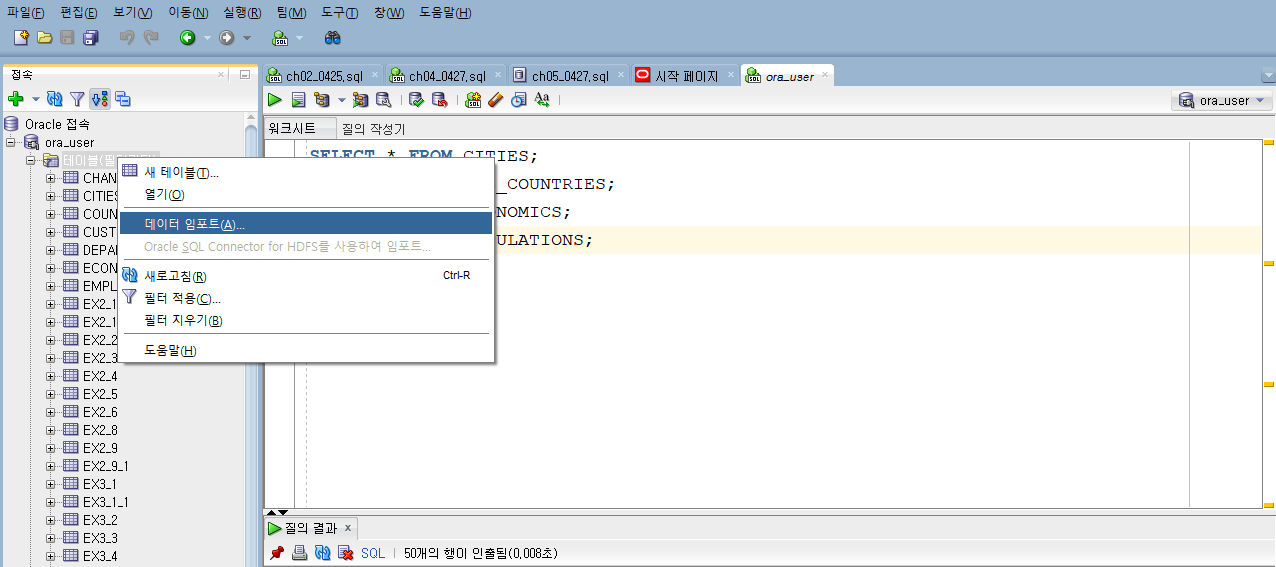 파일(F) 편집(E) 보기(V) 이동(N) 실행(R) 팀(M) 도구(T) 창(W) 도움말(H)
접속
ch02_0425.sql ch04_0427.sql ch05_0427.sql 시작 페이지 ora_user
ora_user
워크시트 질의 작성기
Oracle 접속
ora_user
SELECT * FROM CITIES;
_COUNTRIES;
NOMICS;
ULATIONS;
새 테이블(T)...
열기(O)
데이터 임포트(A)...
Oracle SQL Connector for HDFS를 사용하여 임포트...
새로고침(R) Ctrl-R
필터 적용(C)...
필터 지우기(B)
도움말(H)
CHAN
CITIES
COUN
CUST
DEPA
ECON
EMPL
EX2_1
EX2_1
EX2_2
EX2_3
EX2_4
EX2_5
EX2_6
EX2_8
EX2_9
EX2_9_1
EX3_1
EX3_1_1
EX3_2
EX3_3
EX3_4
질의 결과
SQL 50개의 행이 인출됨(0,008초)